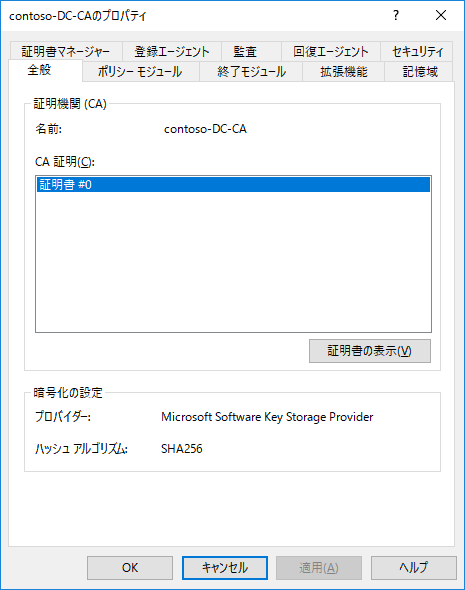 contoso-DC-CAのプロパティ
?
証明書マネージャー 登録エージェント 監査 回復エージェント セキュリティ
全般 ポリシー モジュール 終了モジュール 拡張機能 記憶域
証明機関 (CA)
名前: contoso-DC-CA
CA 証明(C):
証明書 #0
証明書の表示(V)
暗号化の設定
プロバイダー: Microsoft Software Key Storage Provider
ハッシュ アルゴリズム: SHA256
OK キャンセル 適用(A) ヘルプ